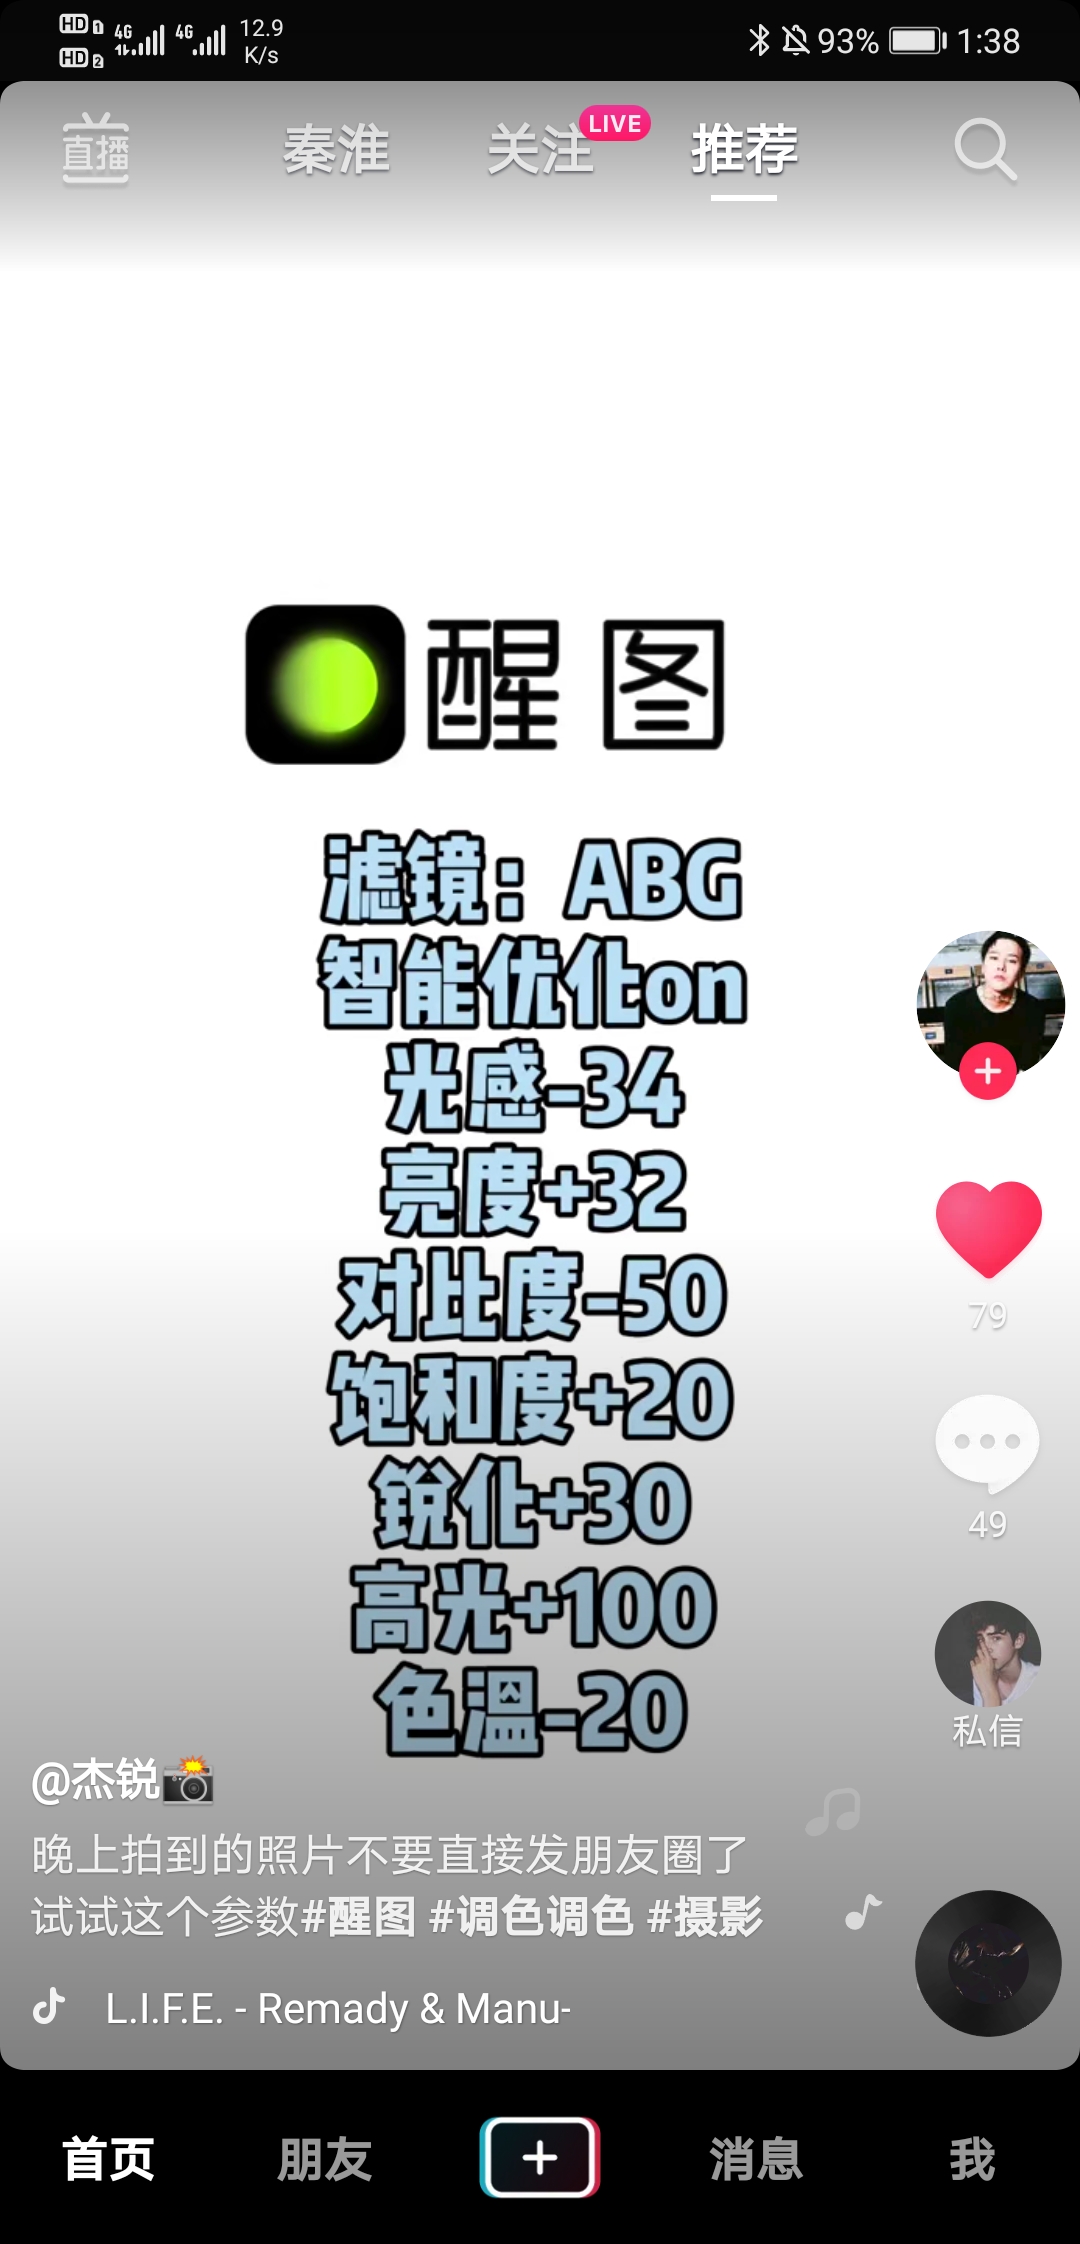 HD 1 4G 4G 12.9
HD 2 K/s
93% 1:38
直播 秦淮 关注 LIVE 推荐
醒图
滤镜：ABG
智能优化on
光感-34
亮度+32
对比度-50
饱和度+20
锐化+30
高光+100
色温-20
79
49
私信
@杰锐
晚上拍到的照片不要直接发朋友圈了
试试这个参数#醒图 #调色调色 #摄影
L.I.F.E. - Remady & Manu-
首页 朋友 消息 我